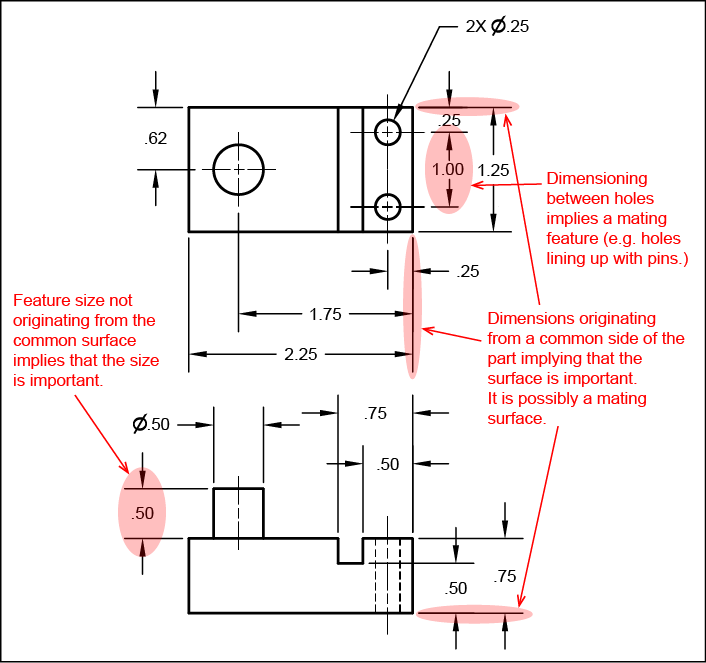 2X Ø.25
.62
.25
1.00
1.25
Dimensioning
between holes
implies a mating
feature (e.g. holes
lining up with pins.)
.25
1.75
2.25
Feature size not
originating from the
common surface
implies that the size
is important.
Dimensions originating
from a common side of the
part implying that the
surface is important.
It is possibly a mating
surface.
.75
Ø.50
.50
.50
.50
.75